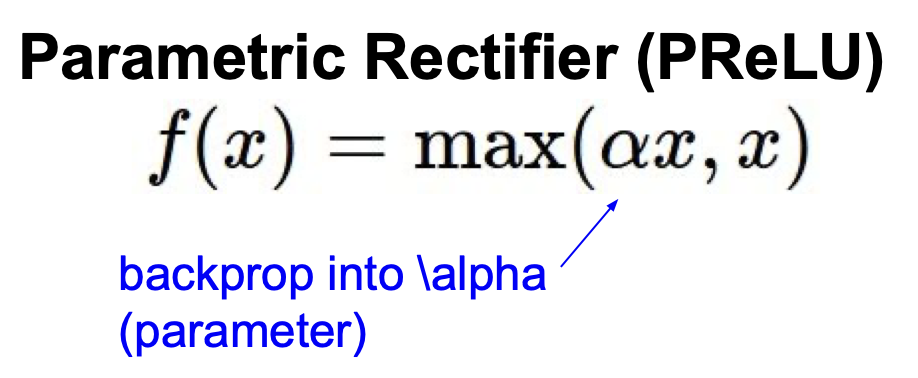 Parametric Rectifier (PReLU)
f(x) = max(αx, x)
backprop into \alpha
(parameter)